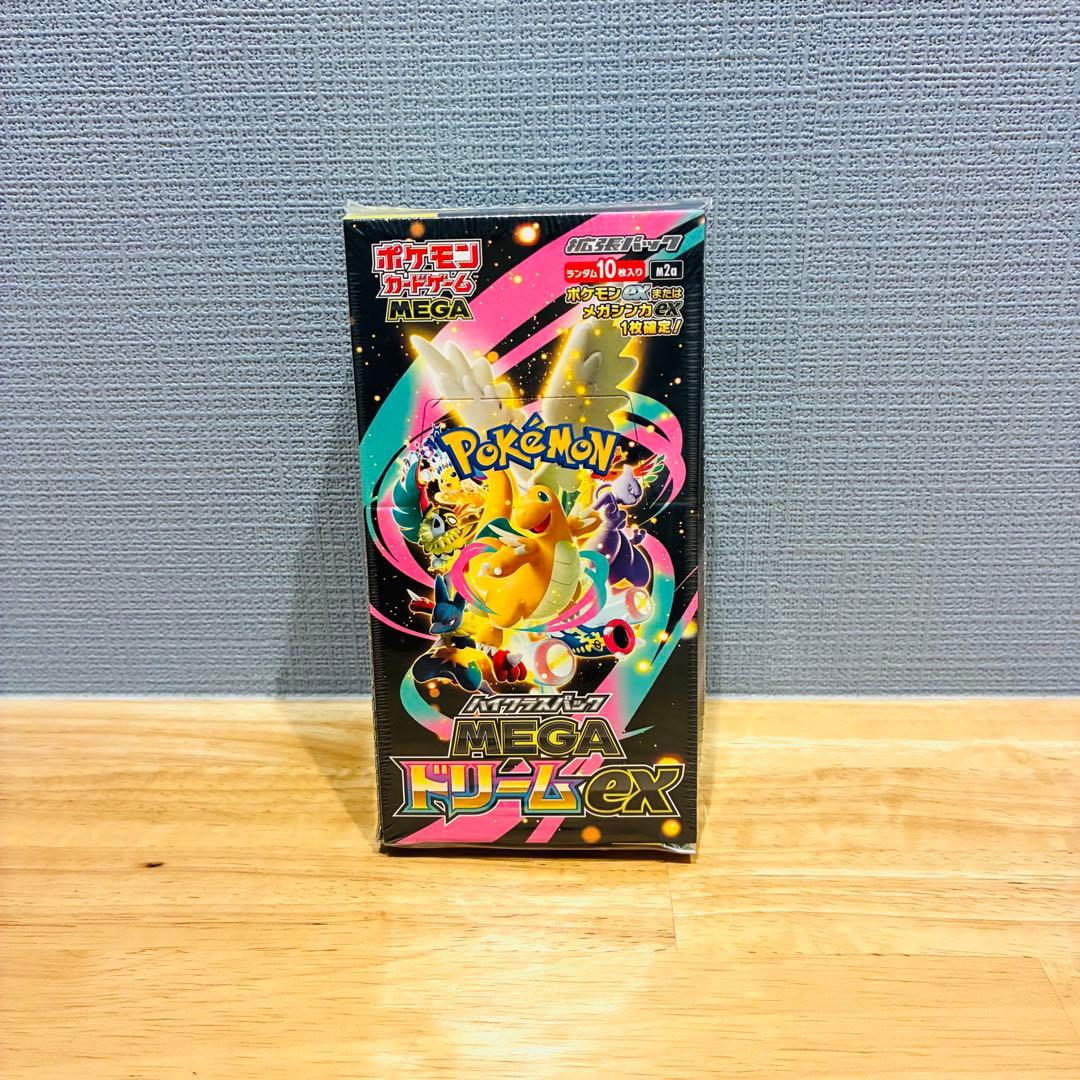 ポケモン
カードゲーム
MEGA
拡張パック
ランダム10枚入り M2a
ポケモンexまたは
メガシンカex
1枚確定!
POKéMON
ハイクラスパック
MEGA
ドリームex